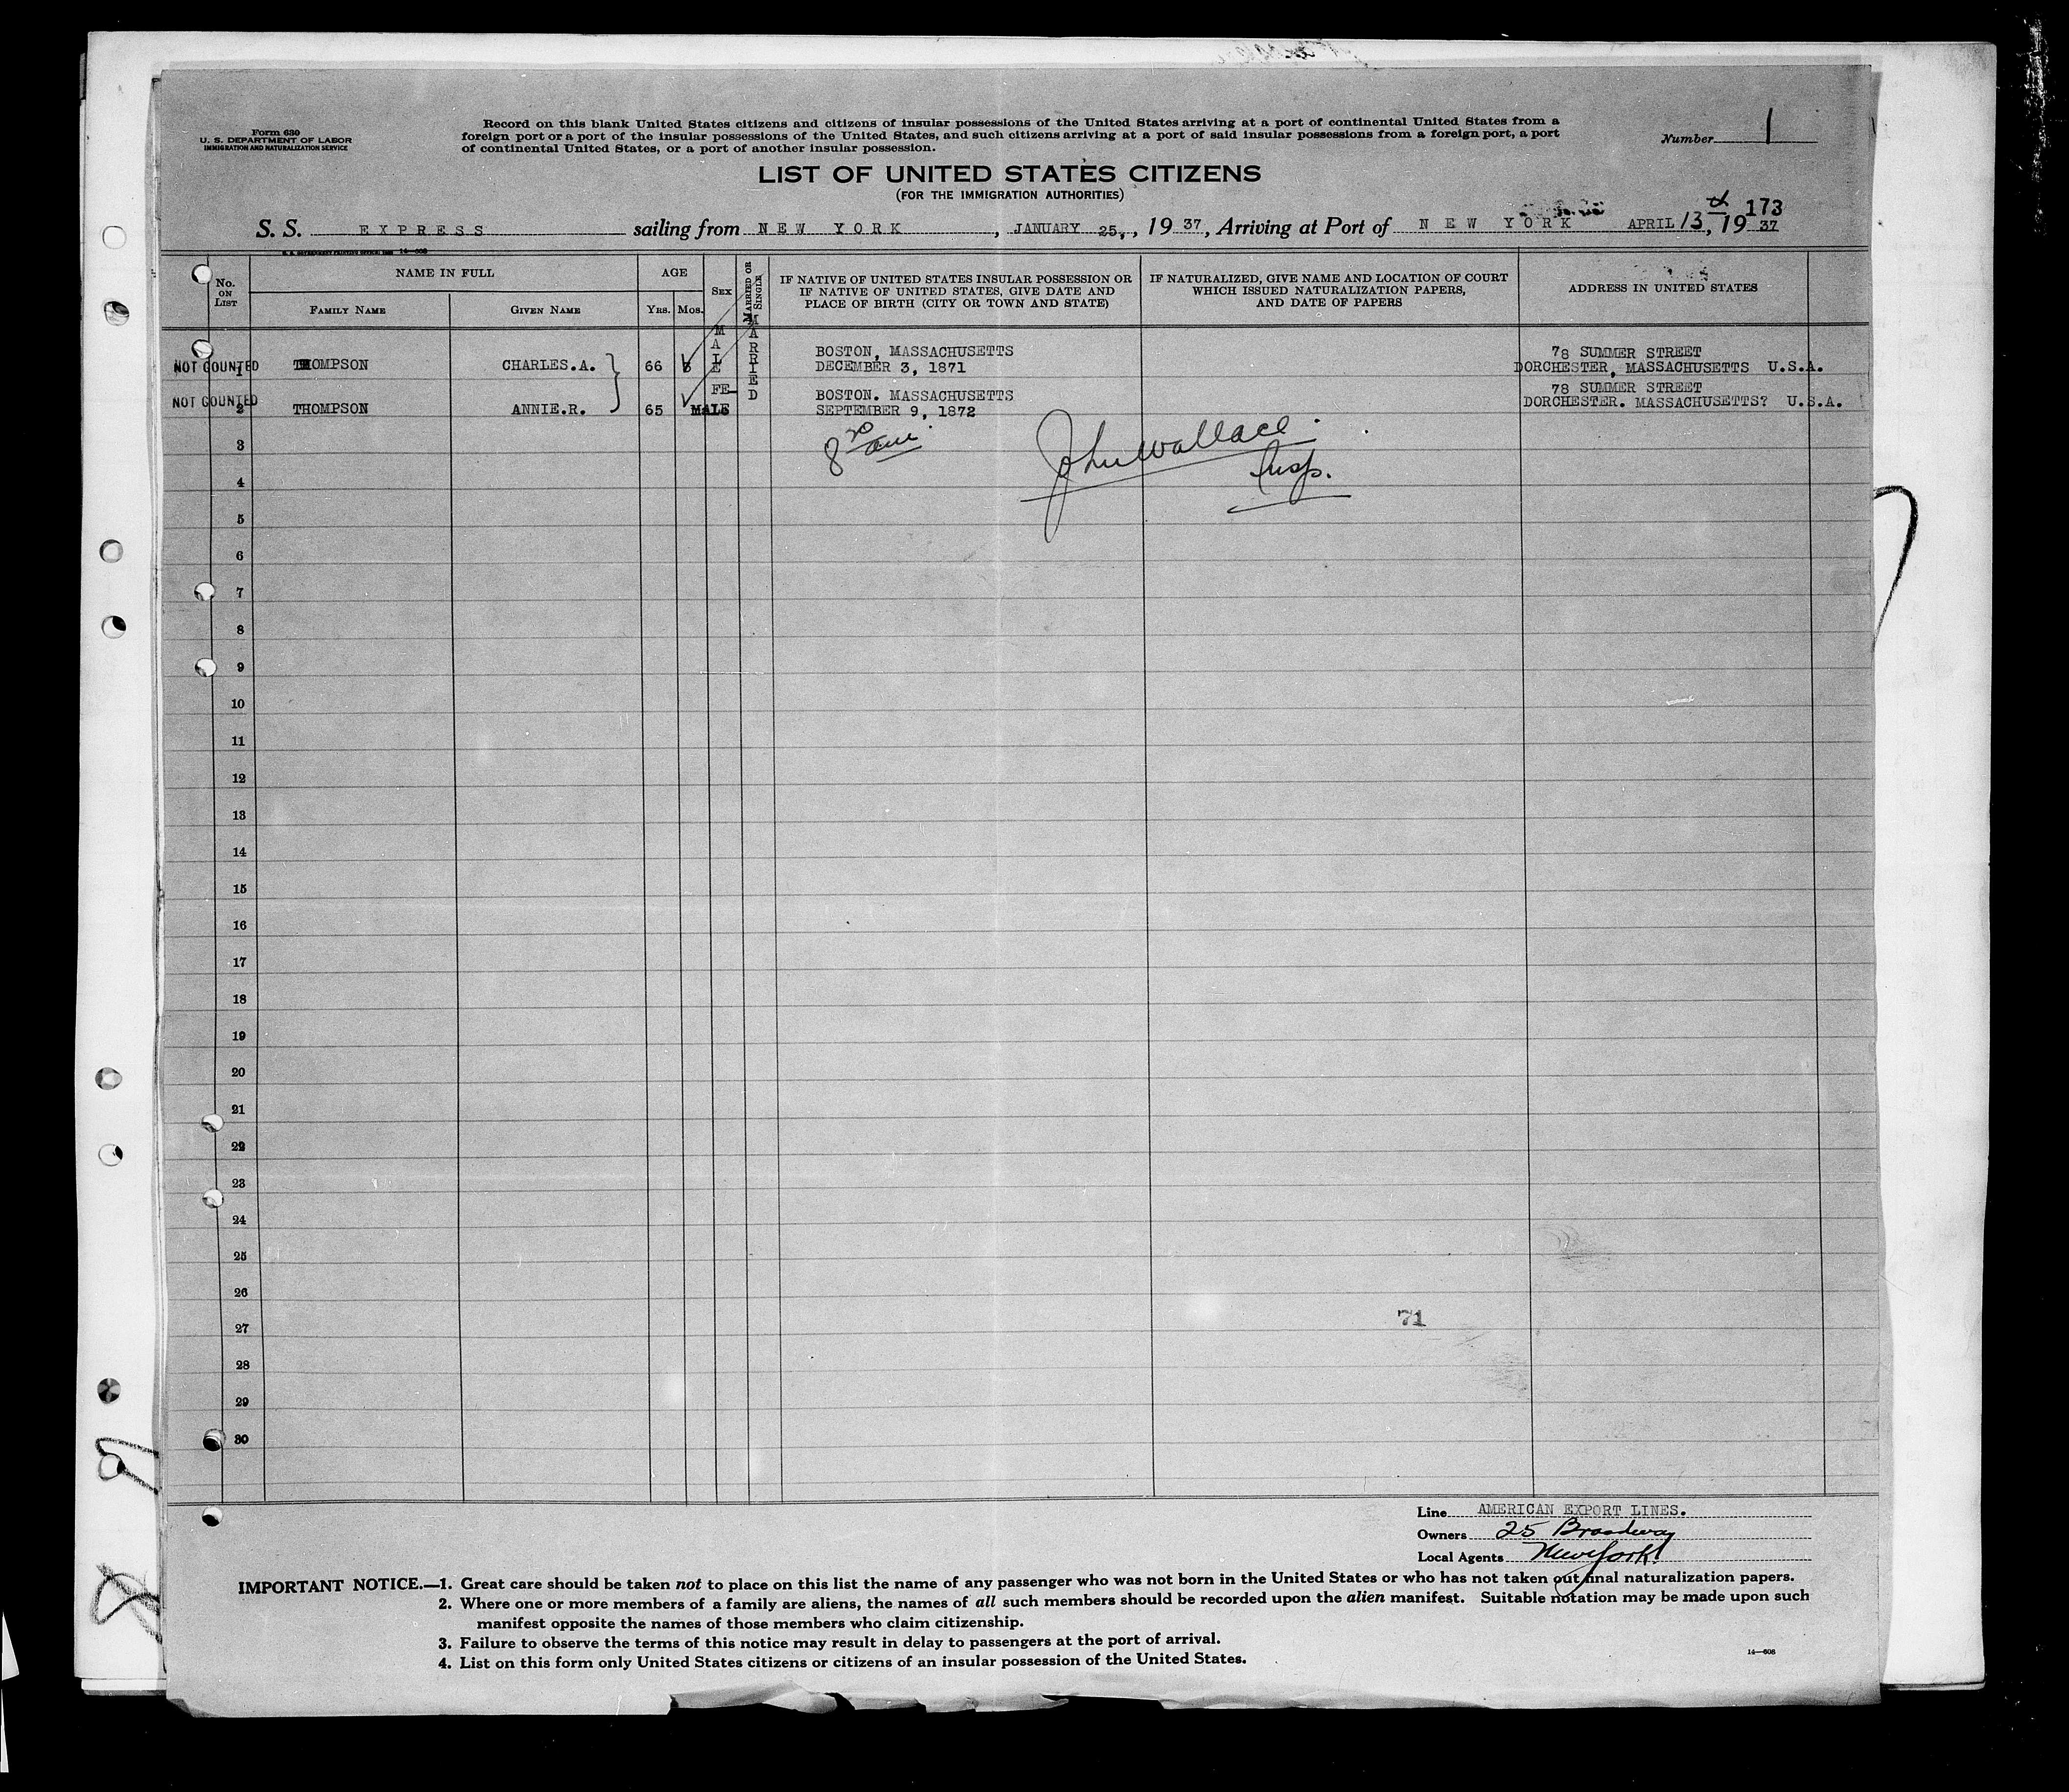 Form 630
U. S. DEPARTMENT OF LABOR
IMMIGRATION AND NATURALIZATION SERVICE
Record on this blank United States citizens and citizens of insular possessions of the United States arriving at a port of continental United States from a
foreign port or a port of the insular possessions of the United States, and such citizens arriving at a port of said insular possessions from a foreign port, a port
of continental United States, or a port of another insular possession.
Number 1
LIST OF UNITED STATES CITIZENS
(FOR THE IMMIGRATION AUTHORITIES)
173
S. S. EXPRESS sailing from NEW YORK, JANUARY 25,, 1937, Arriving at Port of NEW YORK APRIL 13, 1937
No. ON LIST
NAME IN FULL
FAMILY NAME
GIVEN NAME
AGE
YRS.
MOS.
SEX
MARRIED OR SINGLE
IF NATIVE OF UNITED STATES INSULAR POSSESSION OR
IF NATIVE OF UNITED STATES, GIVE DATE AND
PLACE OF BIRTH (CITY OR TOWN AND STATE)
IF NATURALIZED, GIVE NAME AND LOCATION OF COURT
WHICH ISSUED NATURALIZATION PAPERS,
AND DATE OF PAPERS
ADDRESS IN UNITED STATES
NOT COUNTED
1 THOMPSON CHARLES.A. 66 3 MALE MARRIED
BOSTON, MASSACHUSETTS
DECEMBER 3, 1871
78 SUMMER STREET
DORCHESTER, MASSACHUSETTS U.S.A.
NOT COUNTED
2 THOMPSON ANNIE.R. 65 FE-
MALE
BOSTON. MASSACHUSETTS
SEPTEMBER 9, 1872
78 SUMMER STREET
DORCHESTER. MASSACHUSETTS? U.S.A.
John Wallace
Insp.
3
4
5
6
7
8
9
10
11
12
13
14
15
16
17
18
19
20
21
22
23
24
25
26
27
28
29
30
71
Line AMERICAN EXPORT LINES.
Owners 25 Broadway
Local Agents New York
IMPORTANT NOTICE.—1. Great care should be taken not to place on this list the name of any passenger who was not born in the United States or who has not taken out final naturalization papers.
2. Where one or more members of a family are aliens, the names of all such members should be recorded upon the alien manifest. Suitable notation may be made upon such
manifest opposite the names of those members who claim citizenship.
3. Failure to observe the terms of this notice may result in delay to passengers at the port of arrival.
4. List on this form only United States citizens or citizens of an insular possession of the United States.
14—608